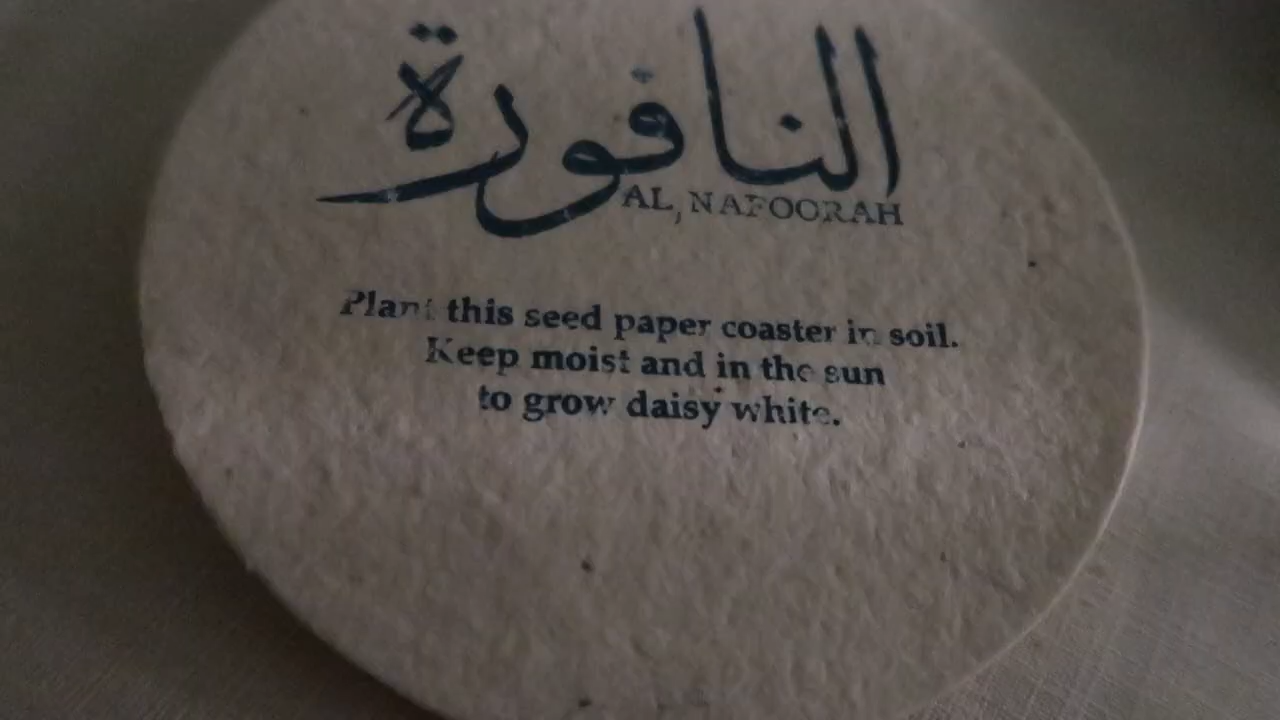 النافورة
AL NAFOORAH
Plant this seed paper coaster in soil.
Keep moist and in the sun
to grow daisy white.